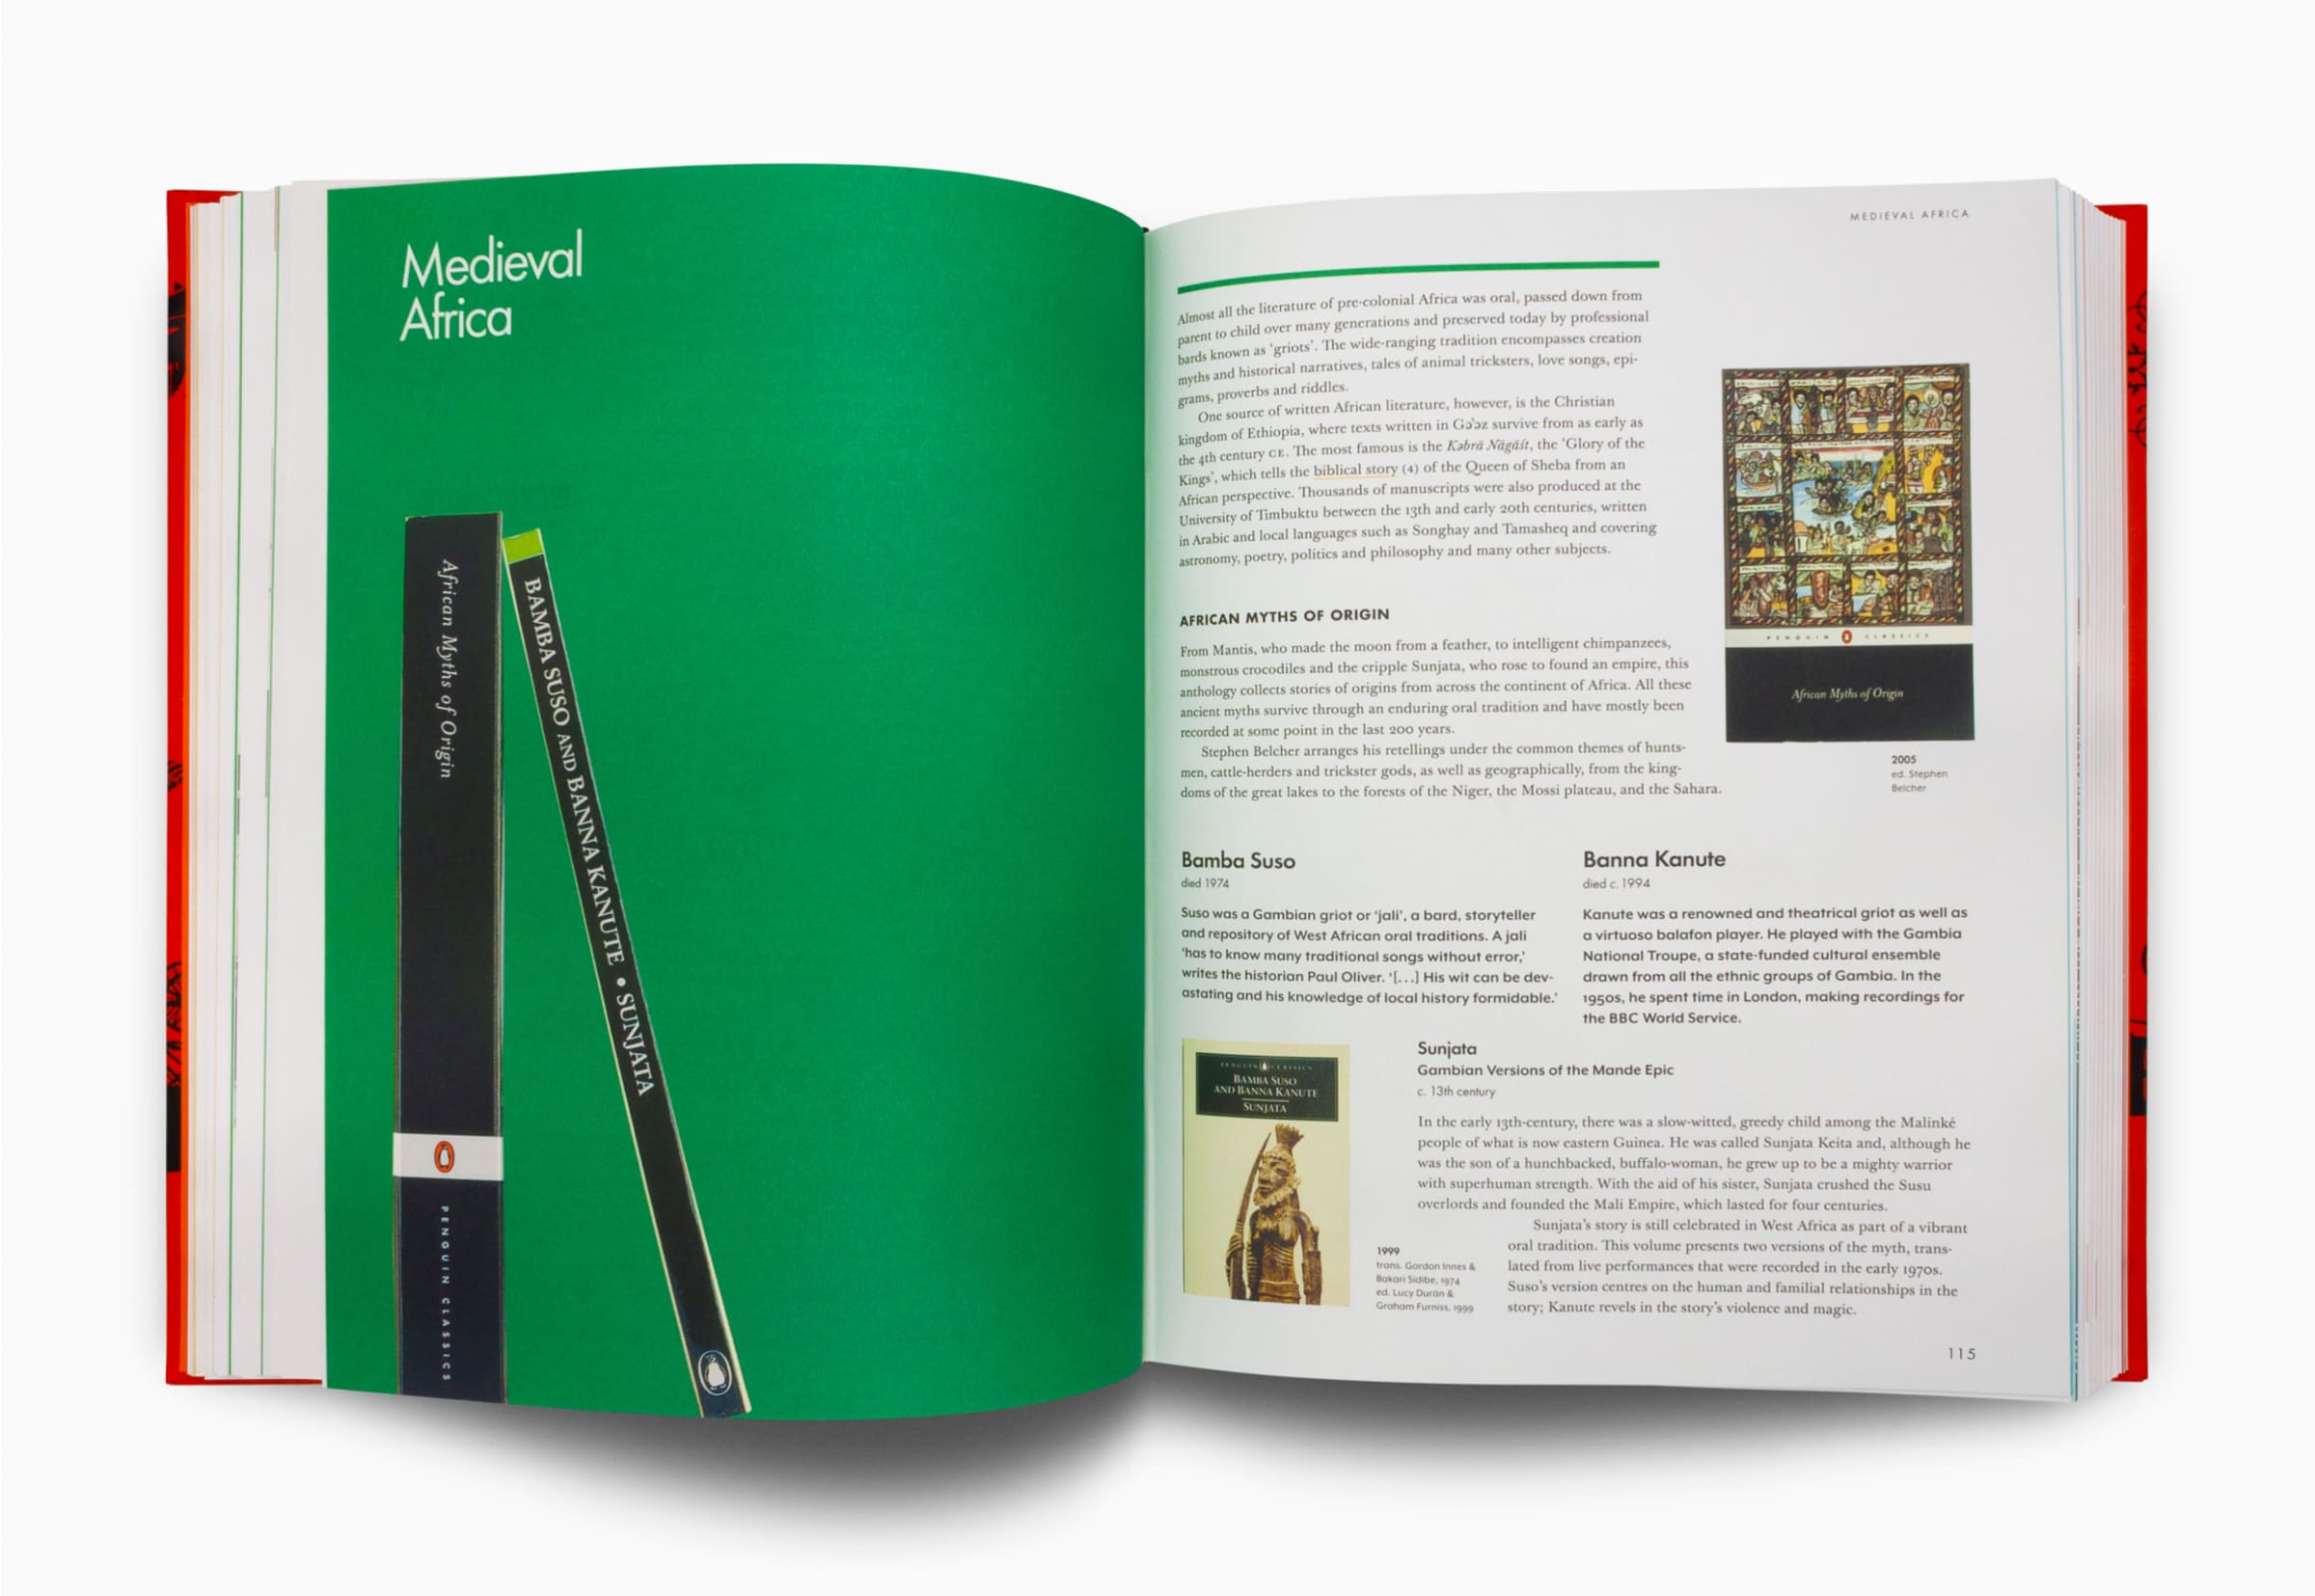 Medieval
Africa
African Myths of Origin
PENGUIN CLASSICS
BAMBA SUSO AND BANNA KANUTE • SUNJATA
MEDIEVAL AFRICA
Almost all the literature of pre-colonial Africa was oral, passed down from
parent to child over many generations and preserved today by professional
bards known as 'griots'. The wide-ranging tradition encompasses creation
myths and historical narratives, tales of animal tricksters, love songs, epi-
grams, proverbs and riddles.
One source of written African literature, however, is the Christian
kingdom of Ethiopia, where texts written in Gəʾəz survive from as early as
the 4th century CE. The most famous is the Kəbrä Nägäśt, the 'Glory of the
Kings', which tells the biblical story (4) of the Queen of Sheba from an
African perspective. Thousands of manuscripts were also produced at the
University of Timbuktu between the 13th and early 20th centuries, written
in Arabic and local languages such as Songhay and Tamasheq and covering
astronomy, poetry, politics and philosophy and many other subjects.
AFRICAN MYTHS OF ORIGIN
From Mantis, who made the moon from a feather, to intelligent chimpanzees,
monstrous crocodiles and the cripple Sunjata, who rose to found an empire, this
anthology collects stories of origins from across the continent of Africa. All these
ancient myths survive through an enduring oral tradition and have mostly been
recorded at some point in the last 200 years.
Stephen Belcher arranges his retellings under the common themes of hunts-
men, cattle-herders and trickster gods, as well as geographically, from the king-
doms of the great lakes to the forests of the Niger, the Mossi plateau, and the Sahara.
PENGUIN CLASSICS
African Myths of Origin
2005
ed. Stephen
Belcher
Bamba Suso
died 1974
Suso was a Gambian griot or 'jali', a bard, storyteller
and repository of West African oral traditions. A jali
'has to know many traditional songs without error,'
writes the historian Paul Oliver. '[…] His wit can be dev-
astating and his knowledge of local history formidable.'
Banna Kanute
died c. 1994
Kanute was a renowned and theatrical griot as well as
a virtuoso balafon player. He played with the Gambia
National Troupe, a state-funded cultural ensemble
drawn from all the ethnic groups of Gambia. In the
1950s, he spent time in London, making recordings for
the BBC World Service.
PENGUIN CLASSICS
BAMBA SUSO
AND BANNA KANUTE
SUNJATA
Sunjata
Gambian Versions of the Mande Epic
c. 13th century
In the early 13th-century, there was a slow-witted, greedy child among the Malinké
people of what is now eastern Guinea. He was called Sunjata Keita and, although he
was the son of a hunchbacked, buffalo-woman, he grew up to be a mighty warrior
with superhuman strength. With the aid of his sister, Sunjata crushed the Susu
overlords and founded the Mali Empire, which lasted for four centuries.
Sunjata's story is still celebrated in West Africa as part of a vibrant
oral tradition. This volume presents two versions of the myth, trans-
lated from live performances that were recorded in the early 1970s.
Suso's version centres on the human and familial relationships in the
story; Kanute revels in the story's violence and magic.
1999
trans. Gordon Innes &
Bakari Sidibe, 1974
ed. Lucy Durán &
Graham Furniss, 1999
115